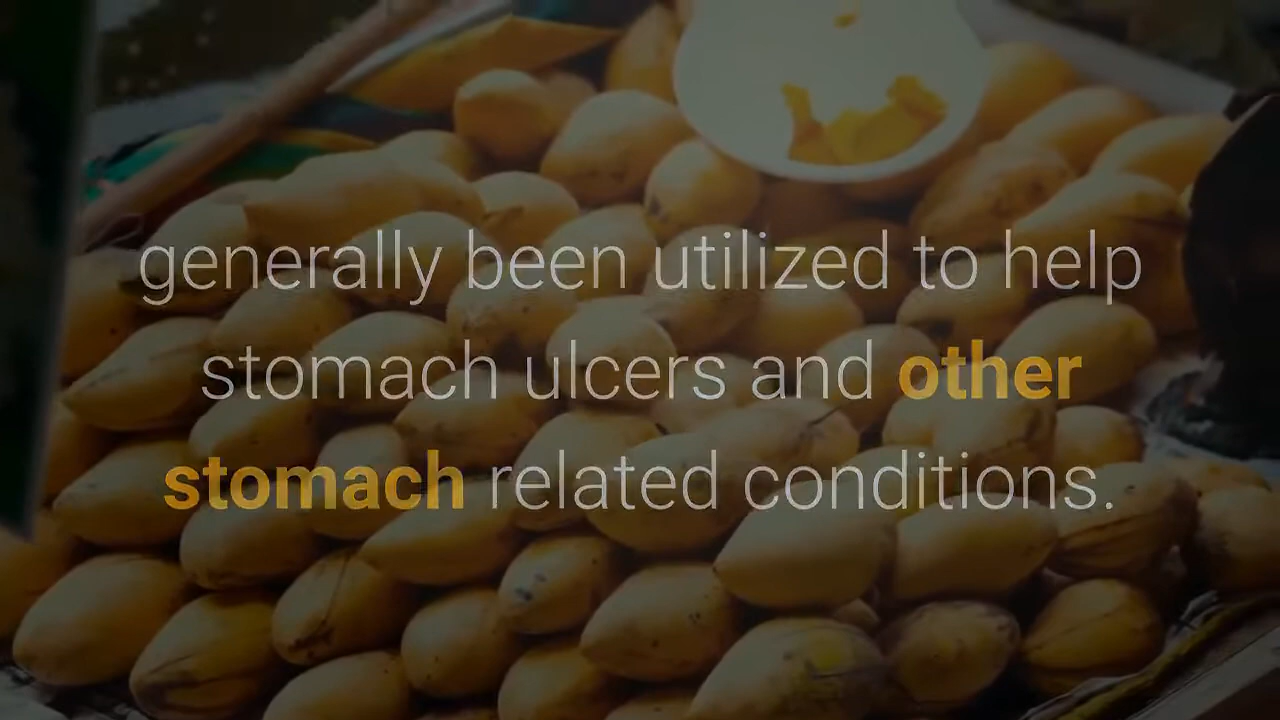 generally been utilized to help
stomach ulcers and other
stomach related conditions.